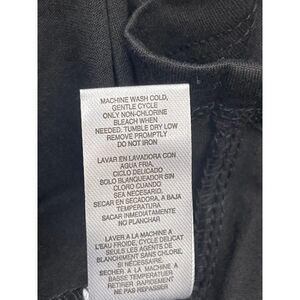 MACHINE WASH COLD,
GENTLE CYCLE
ONLY NON-CHLORINE
BLEACH WHEN
NEEDED, TUMBLE DRY LOW
REMOVE PROMPTLY
DO NOT IRON
LAVAR EN LAVADORA CON
AGUA FRIA,
CICLO DELICADO
SOLO BLANQUEADOR SIN
CLORO CUANDO
SEA NECESARIO,
SECAR EN SECADORA, A BAJA
TEMPERATURA
SACAR INMEDIATAMENTE
NO PLANCHAR
LAVER A LA MACHINE A
L'EAU FROIDE, CYCLE DELICAT
SEULS LES AGENTS DE
BLANCHIMENT SANS CHLORE,
SI NÉCESSAIRE,
SECHER A LA MACHINE A
BASSE TEMPERATURE
RETIRER RAPIDEMENT
NE PAS REPASSER